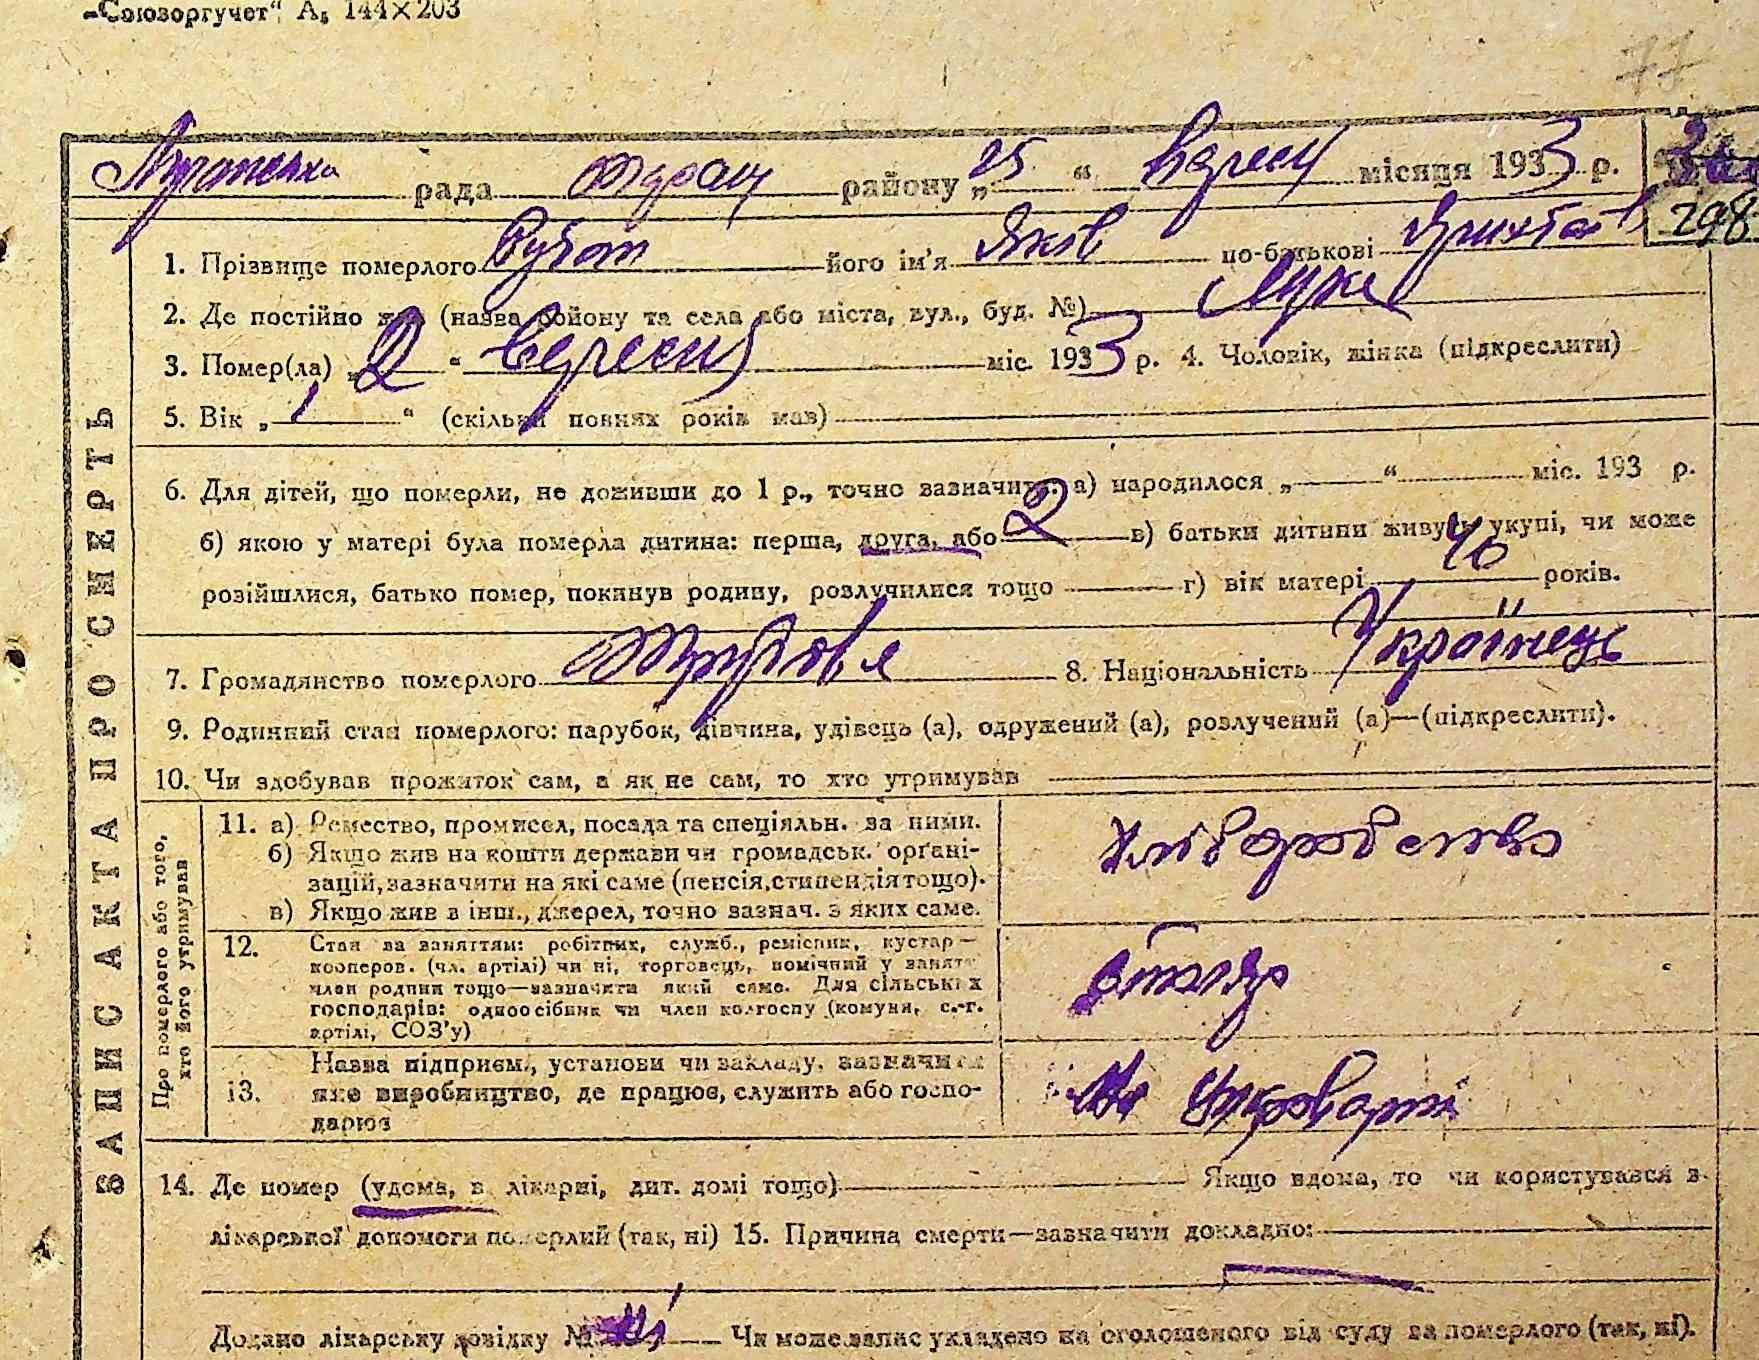 „Союзоргучет“ А5 144×203
77
рада району „25“ вересн місяця 1933 р.
298
1. Прізвище померлого його ім'я Яків по-батькові
2. Де постійно жив (назва району та села або міста, вул., буд. №)
3. Помер(ла) „2“ вересня міс. 1933 р. 4. Чоловік, жінка (підкреслити)
5. Вік „1“ (скільки повних років мав)
6. Для дітей, що померли, не доживши до 1 р., точно зазначити: а) народилося „ “ міс. 193 р.
б) якою у матері була померла дитина: перша, друга, або 2 в) батьки дитини живуть укупі, чи може
розійшлися, батько помер, покинув родину, розлучилися тощо г) вік матері 40 років.
7. Громадянство померлого 8. Національність Українець
9. Родинний стан померлого: парубок, дівчина, удівець (а), одружений (а), розлучений (а)—(підкреслити).
10. Чи здобував прожиток сам, а як не сам, то хто утримував
ЗАПИС АКТА ПРО СМЕРТЬ
Про померлого або того, хто його утримував
11. а) Ремество, промисел, посада та спеціяльн. за ними.
б) Якщо жив на кошти держави чи громадськ. органі-
зацій, зазначити на які саме (пенсія, стипендія тощо).
в) Якщо жив в інш., джерел, точно зазнач. з яких саме.
хліборобство
12. Стан за заняттям: робітник, служб., ремісник, кустар—
кооперов. (чл. артілі) чи ні, торговець, помічний у занятт
член родини тощо—зазначити який саме. Для сільських
господарів: одноосібник чи член колгоспу (комуни, с.-г.
артілі, СОЗ'у)
13. Назва підприєм., установи чи закладу, зазначити
яке виробництво, де працює, служить або госпо-
дарює
14. Де помер (удома, в лікарні, дит. домі тощо) Якщо вдома, то чи користувався з
лікарської допомоги померлий (так, ні) 15. Причина смерти—зазначити докладно:
Додано лікарську довідку № Чи може запис укладено на оголошеного від суду за померлого (так, ні).